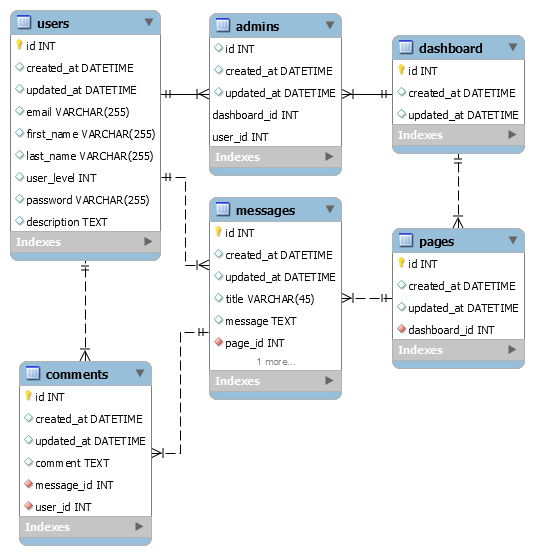 users
id INT
created_at DATETIME
updated_at DATETIME
email VARCHAR(255)
first_name VARCHAR(255)
last_name VARCHAR(255)
user_level INT
password VARCHAR(255)
description TEXT
Indexes
admins
id INT
created_at DATETIME
updated_at DATETIME
dashboard_id INT
user_id INT
Indexes
dashboard
id INT
created_at DATETIME
updated_at DATETIME
Indexes
messages
id INT
created_at DATETIME
updated_at DATETIME
title VARCHAR(45)
message TEXT
page_id INT
1 more...
Indexes
pages
id INT
created_at DATETIME
updated_at DATETIME
dashboard_id INT
Indexes
comments
id INT
created_at DATETIME
updated_at DATETIME
comment TEXT
message_id INT
user_id INT
Indexes